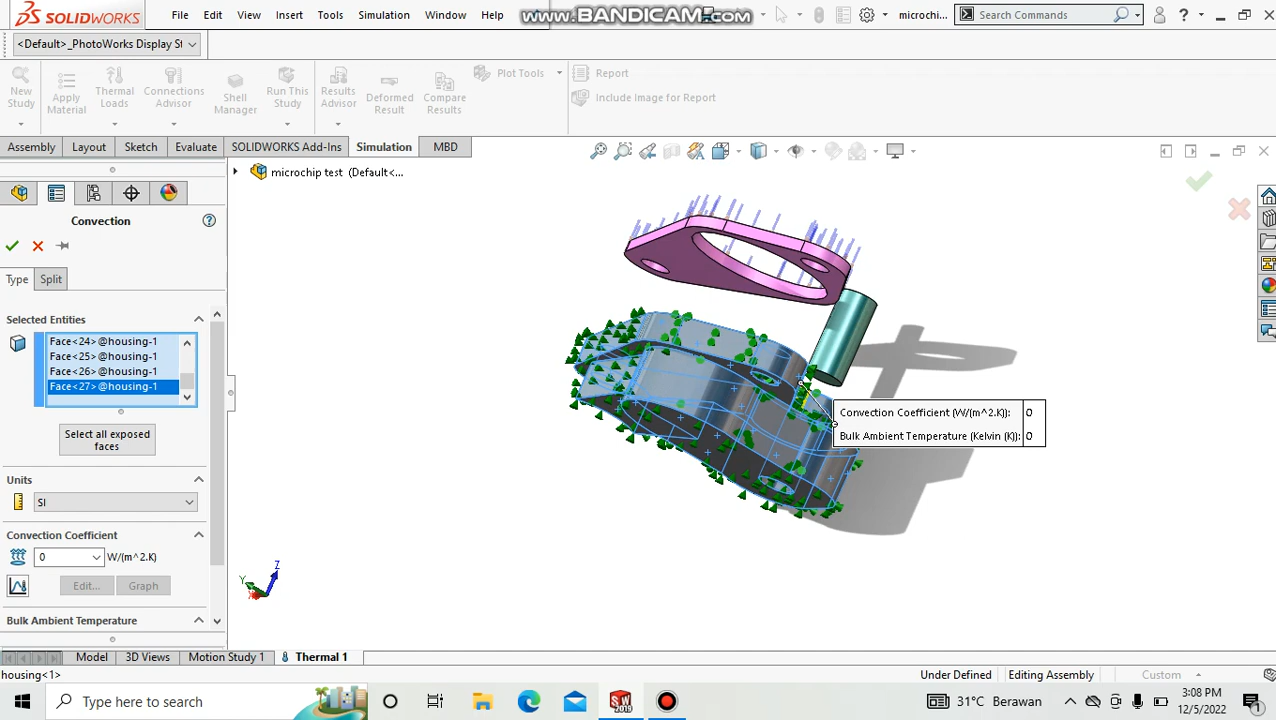 SOLIDWORKS
File Edit View Insert Tools Simulation Window Help
www.BANDICAM.com
microchi...
Search Commands
?
<Default>_PhotoWorks Display St
New Study
Apply Material
Thermal Loads
Connections Advisor
Shell Manager
Run This Study
Results Advisor
Deformed Result
Compare Results
Plot Tools
Report
Include Image for Report
Assembly Layout Sketch Evaluate SOLIDWORKS Add-Ins Simulation MBD
microchip test (Default<...
Convection
?
Type Split
Selected Entities
Face<24> @housing-1
Face<25> @housing-1
Face<26> @housing-1
Face<27> @housing-1
Select all exposed
faces
Units
SI
Convection Coefficient
0 W/(m^2.K)
Edit... Graph
Bulk Ambient Temperature
Convection Coefficient (W/(m^2.K)): 0
Bulk Ambient Temperature (Kelvin (K)): 0
Z
Y
X
Model 3D Views Motion Study 1 Thermal 1
housing<1> Under Defined Editing Assembly Custom
Type here to search
SW
2019
31°C Berawan
3:08 PM
12/5/2022
1